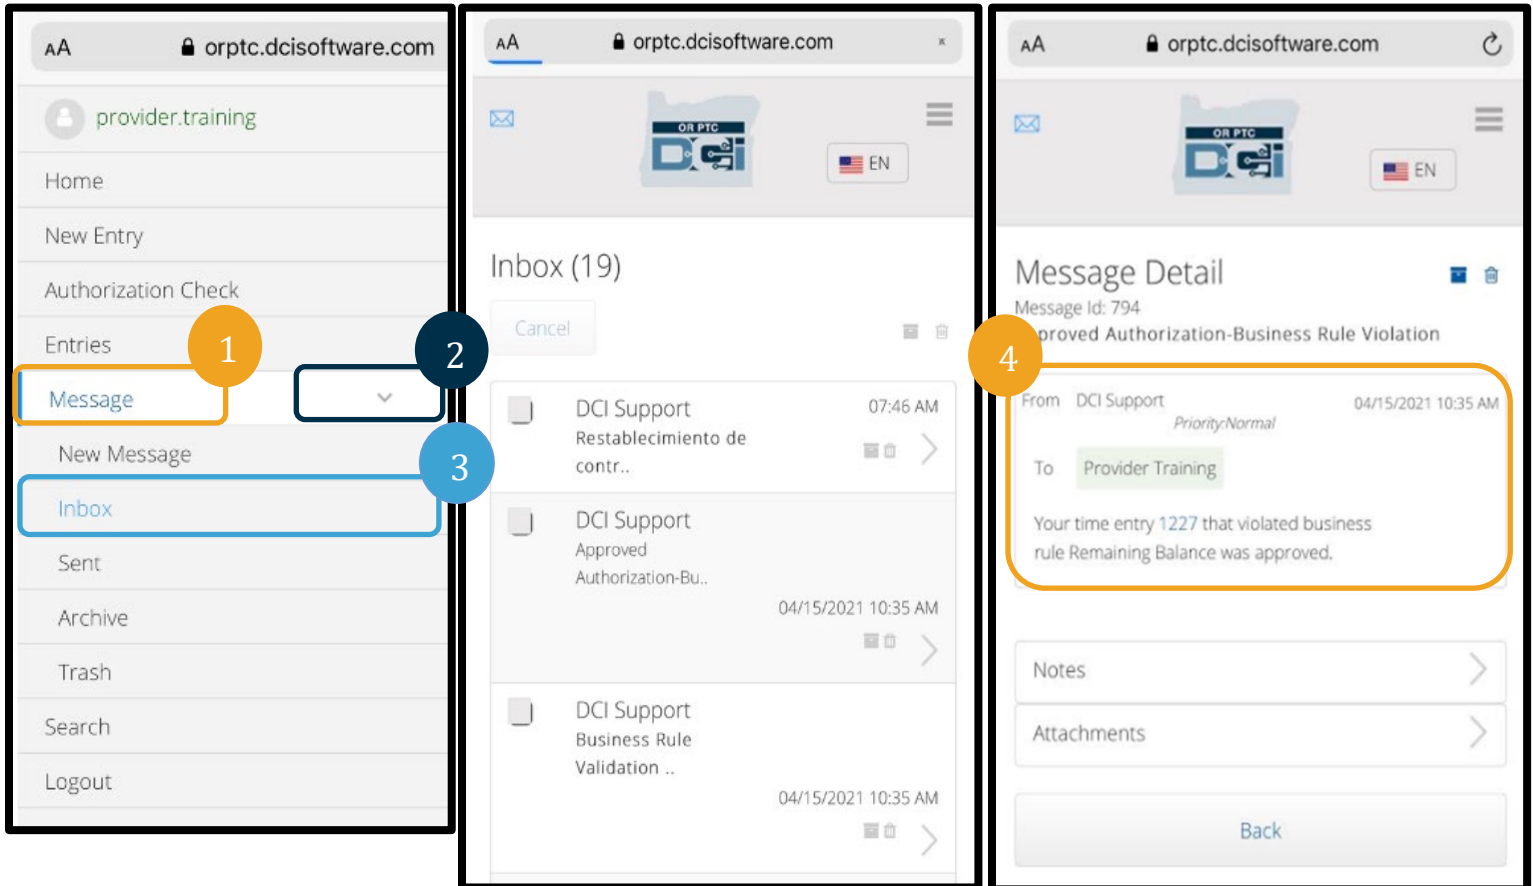 AA orptc.dcisoftware.com
provider.training
Home
New Entry
Authorization Check
Entries
1
Message
2
New Message
3
Inbox
Sent
Archive
Trash
Search
Logout
AA orptc.dcisoftware.com x
OR PTC
DCi
EN
Inbox (19)
Cancel
DCI Support 07:46 AM
Restablecimiento de
contr..
DCI Support
Approved
Authorization-Bu..
04/15/2021 10:35 AM
DCI Support
Business Rule
Validation ..
04/15/2021 10:35 AM
AA orptc.dcisoftware.com
OR PTC
DCi
EN
Message Detail
Message Id: 794
proved Authorization-Business Rule Violation
4
From DCI Support 04/15/2021 10:35 AM
Priority:Normal
To Provider Training
Your time entry 1227 that violated business
rule Remaining Balance was approved.
Notes
Attachments
Back